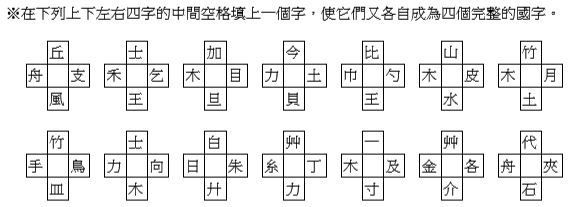 ※在下列上下左右四字的中間空格填上一個字，使它們又各自成為四個完整的國字。
丘 士 加 今 比 山 竹
舟 支 禾 乞 木 目 力 土 巾 勺 木 皮 木 月
風 王 旦 貝 王 水 土
竹 士 白 艸 一 艸 代
手 鳥 力 向 日 朱 糸 丁 木 及 金 各 舟 夾
皿 木 廾 力 寸 介 石